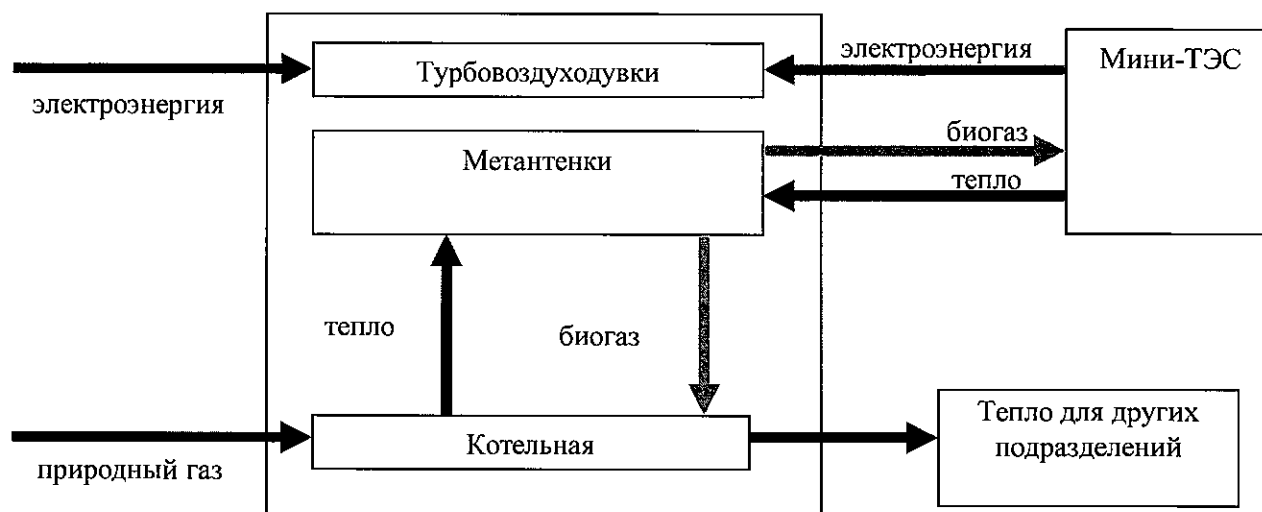 электроэнергия
Турбовоздуходувки
электроэнергия
Мини-ТЭС
Метантенки
биогаз
тепло
тепло
биогаз
природный газ
Котельная
Тепло для других
подразделений